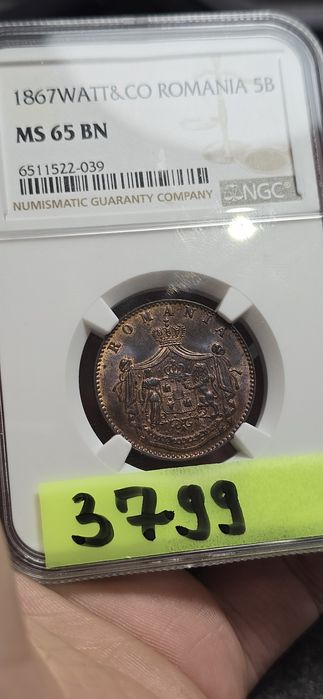 1867WATT&CO ROMANIA 5B
MS 65 BN
6511522-039
NUMISMATIC GUARANTY COMPANY
NGC
ROMANIA
3799